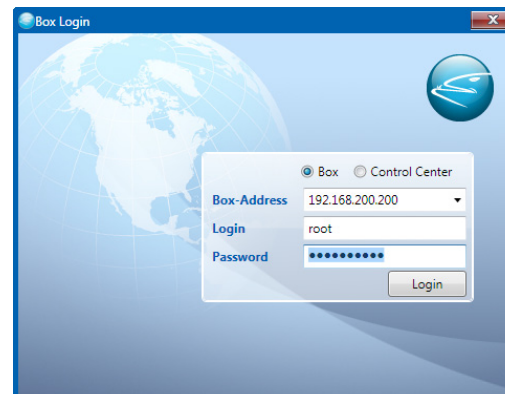 Box Login
Box Control Center
Box-Address 192.168.200.200
Login root
Password ●●●●●●●●●●
Login